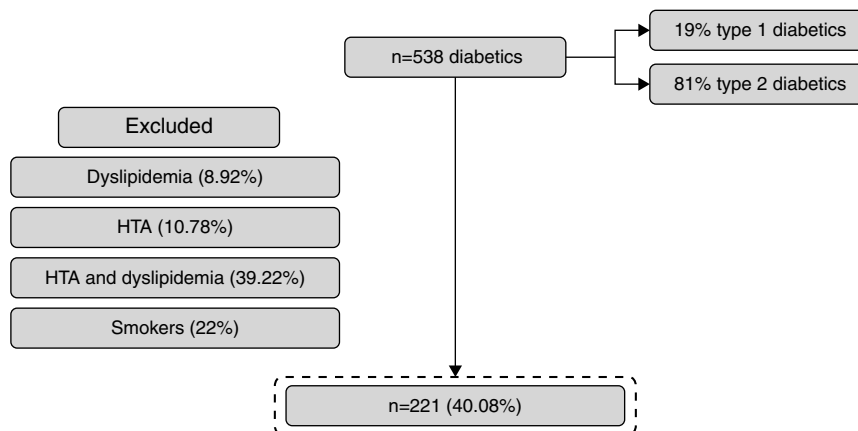 n=538 diabetics
19% type 1 diabetics
81% type 2 diabetics
Excluded
Dyslipidemia (8.92%)
HTA (10.78%)
HTA and dyslipidemia (39.22%)
Smokers (22%)
n=221 (40.08%)